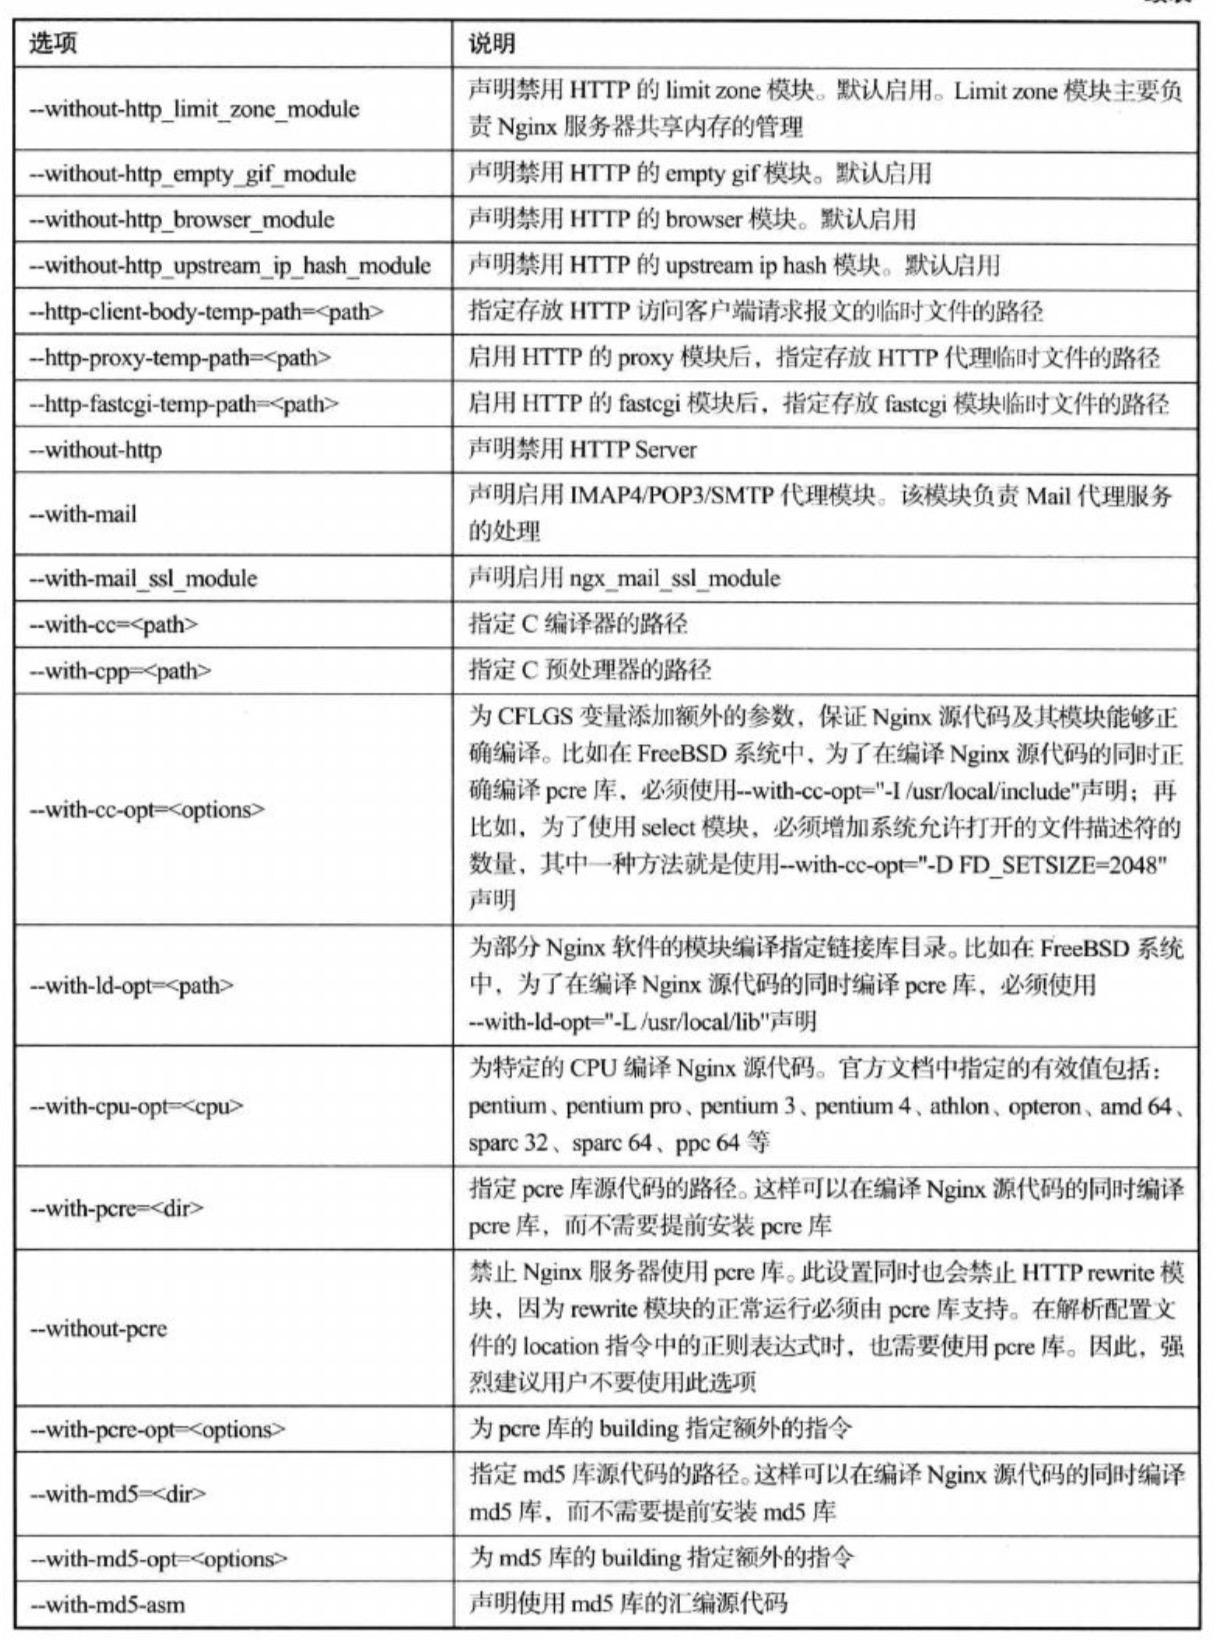 选项
说明
--without-http_limit_zone_module
声明禁用 HTTP 的 limit zone 模块。默认启用。Limit zone 模块主要负
责 Nginx 服务器共享内存的管理
--without-http_empty_gif_module
声明禁用 HTTP 的 empty gif 模块。默认启用
--without-http_browser_module
声明禁用 HTTP 的 browser 模块。默认启用
--without-http_upstream_ip_hash_module
声明禁用 HTTP 的 upstream ip hash 模块。默认启用
--http-client-body-temp-path=<path>
指定存放 HTTP 访问客户端请求报文的临时文件的路径
--http-proxy-temp-path=<path>
启用 HTTP 的 proxy 模块后，指定存放 HTTP 代理临时文件的路径
--http-fastcgi-temp-path=<path>
启用 HTTP 的 fastcgi 模块后，指定存放 fastcgi 模块临时文件的路径
--without-http
声明禁用 HTTP Server
--with-mail
声明启用 IMAP4/POP3/SMTP 代理模块。该模块负责 Mail 代理服务
的处理
--with-mail_ssl_module
声明启用 ngx_mail_ssl_module
--with-cc=<path>
指定 C 编译器的路径
--with-cpp=<path>
指定 C 预处理器的路径
--with-cc-opt=<options>
为 CFLGS 变量添加额外的参数，保证 Nginx 源代码及其模块能够正
确编译。比如在 FreeBSD 系统中，为了在编译 Nginx 源代码的同时正
确编译 pcre 库，必须使用--with-cc-opt="-I /usr/local/include"声明；再
比如，为了使用 select 模块，必须增加系统允许打开的文件描述符的
数量，其中一种方法就是使用--with-cc-opt="-D FD_SETSIZE=2048"
声明
--with-ld-opt=<path>
为部分 Nginx 软件的模块编译指定链接库目录。比如在 FreeBSD 系统
中，为了在编译 Nginx 源代码的同时编译 pcre 库，必须使用
--with-ld-opt="-L /usr/local/lib"声明
--with-cpu-opt=<cpu>
为特定的 CPU 编译 Nginx 源代码。官方文档中指定的有效值包括：
pentium、pentium pro、pentium 3、pentium 4、athlon、opteron、amd 64、
sparc 32、sparc 64、ppc 64 等
--with-pcre=<dir>
指定 pcre 库源代码的路径。这样可以在编译 Nginx 源代码的同时编译
pcre 库，而不需要提前安装 pcre 库
--without-pcre
禁止 Nginx 服务器使用 pcre 库。此设置同时也会禁止 HTTP rewrite 模
块，因为 rewrite 模块的正常运行必须由 pcre 库支持。在解析配置文
件的 location 指令中的正则表达式时，也需要使用 pcre 库。因此，强
烈建议用户不要使用此选项
--with-pcre-opt=<options>
为 pcre 库的 building 指定额外的指令
--with-md5=<dir>
指定 md5 库源代码的路径。这样可以在编译 Nginx 源代码的同时编译
md5 库，而不需要提前安装 md5 库
--with-md5-opt=<options>
为 md5 库的 building 指定额外的指令
--with-md5-asm
声明使用 md5 库的汇编源代码